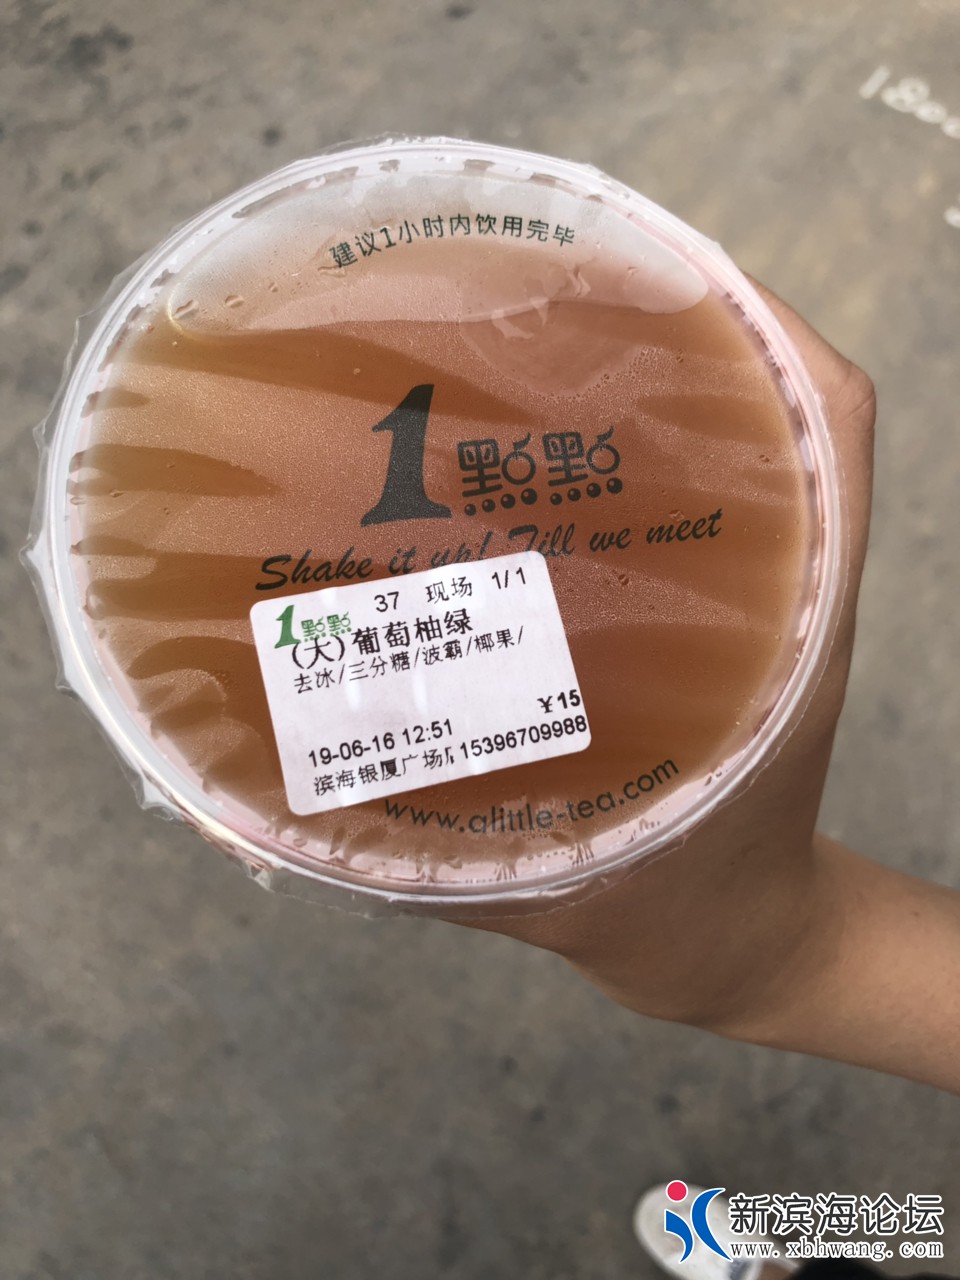 1800
建议1小时内饮用完毕
1點點
Shake it up! Till we meet
1點點 37 现场 1/1
(大)葡萄柚绿
去冰/三分糖/波霸/椰果/
¥15
19-06-16 12:51
滨海银厦广场店 15396709988
www.alittle-tea.com
新滨海论坛
www.xbhwang.com